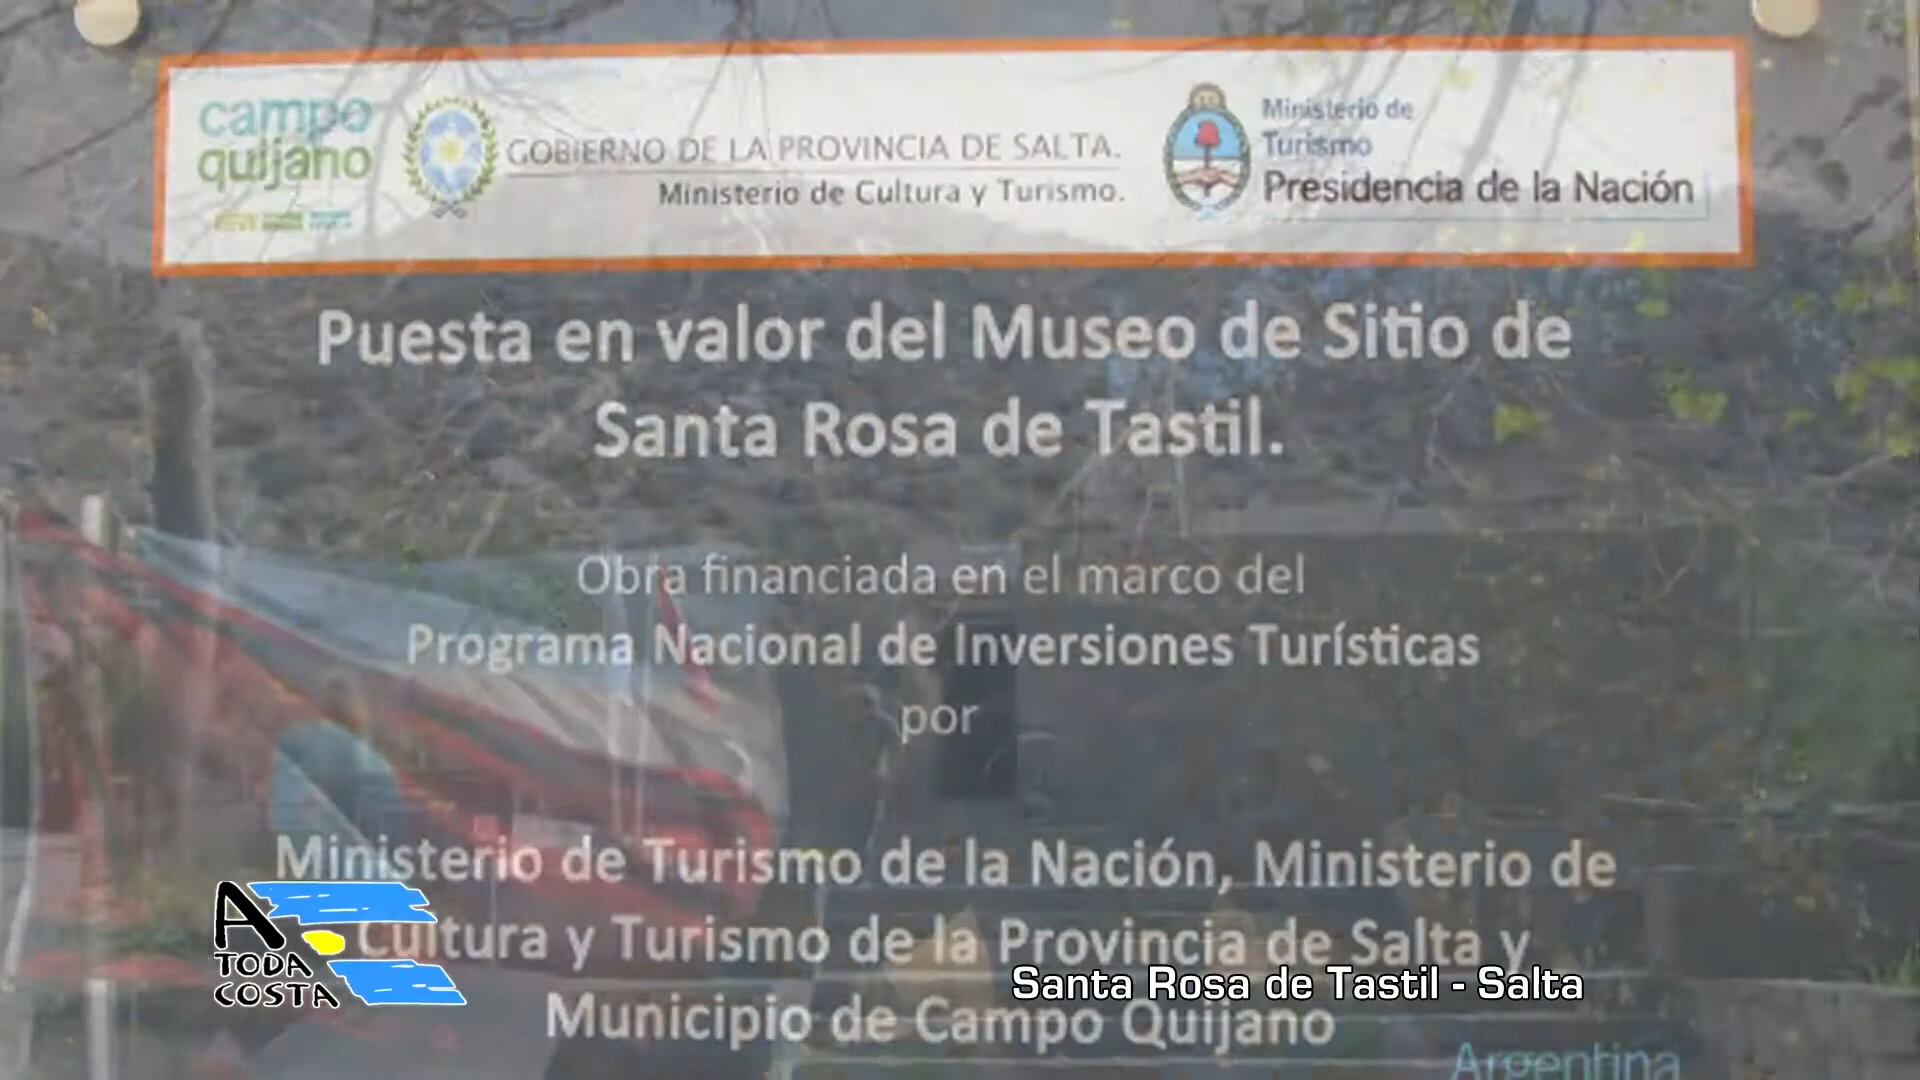 campo
quijano
GOBIERNO DE LA PROVINCIA DE SALTA.
Ministerio de Cultura y Turismo.
Ministerio de
Turismo
Presidencia de la Nación
Puesta en valor del Museo de Sitio de
Santa Rosa de Tastil.
Obra financiada en el marco del
Programa Nacional de Inversiones Turísticas
por
Ministerio de Turismo de la Nación, Ministerio de
Cultura y Turismo de la Provincia de Salta y
Municipio de Campo Quijano
Argentina
A
TODA
COSTA
Santa Rosa de Tastil - Salta